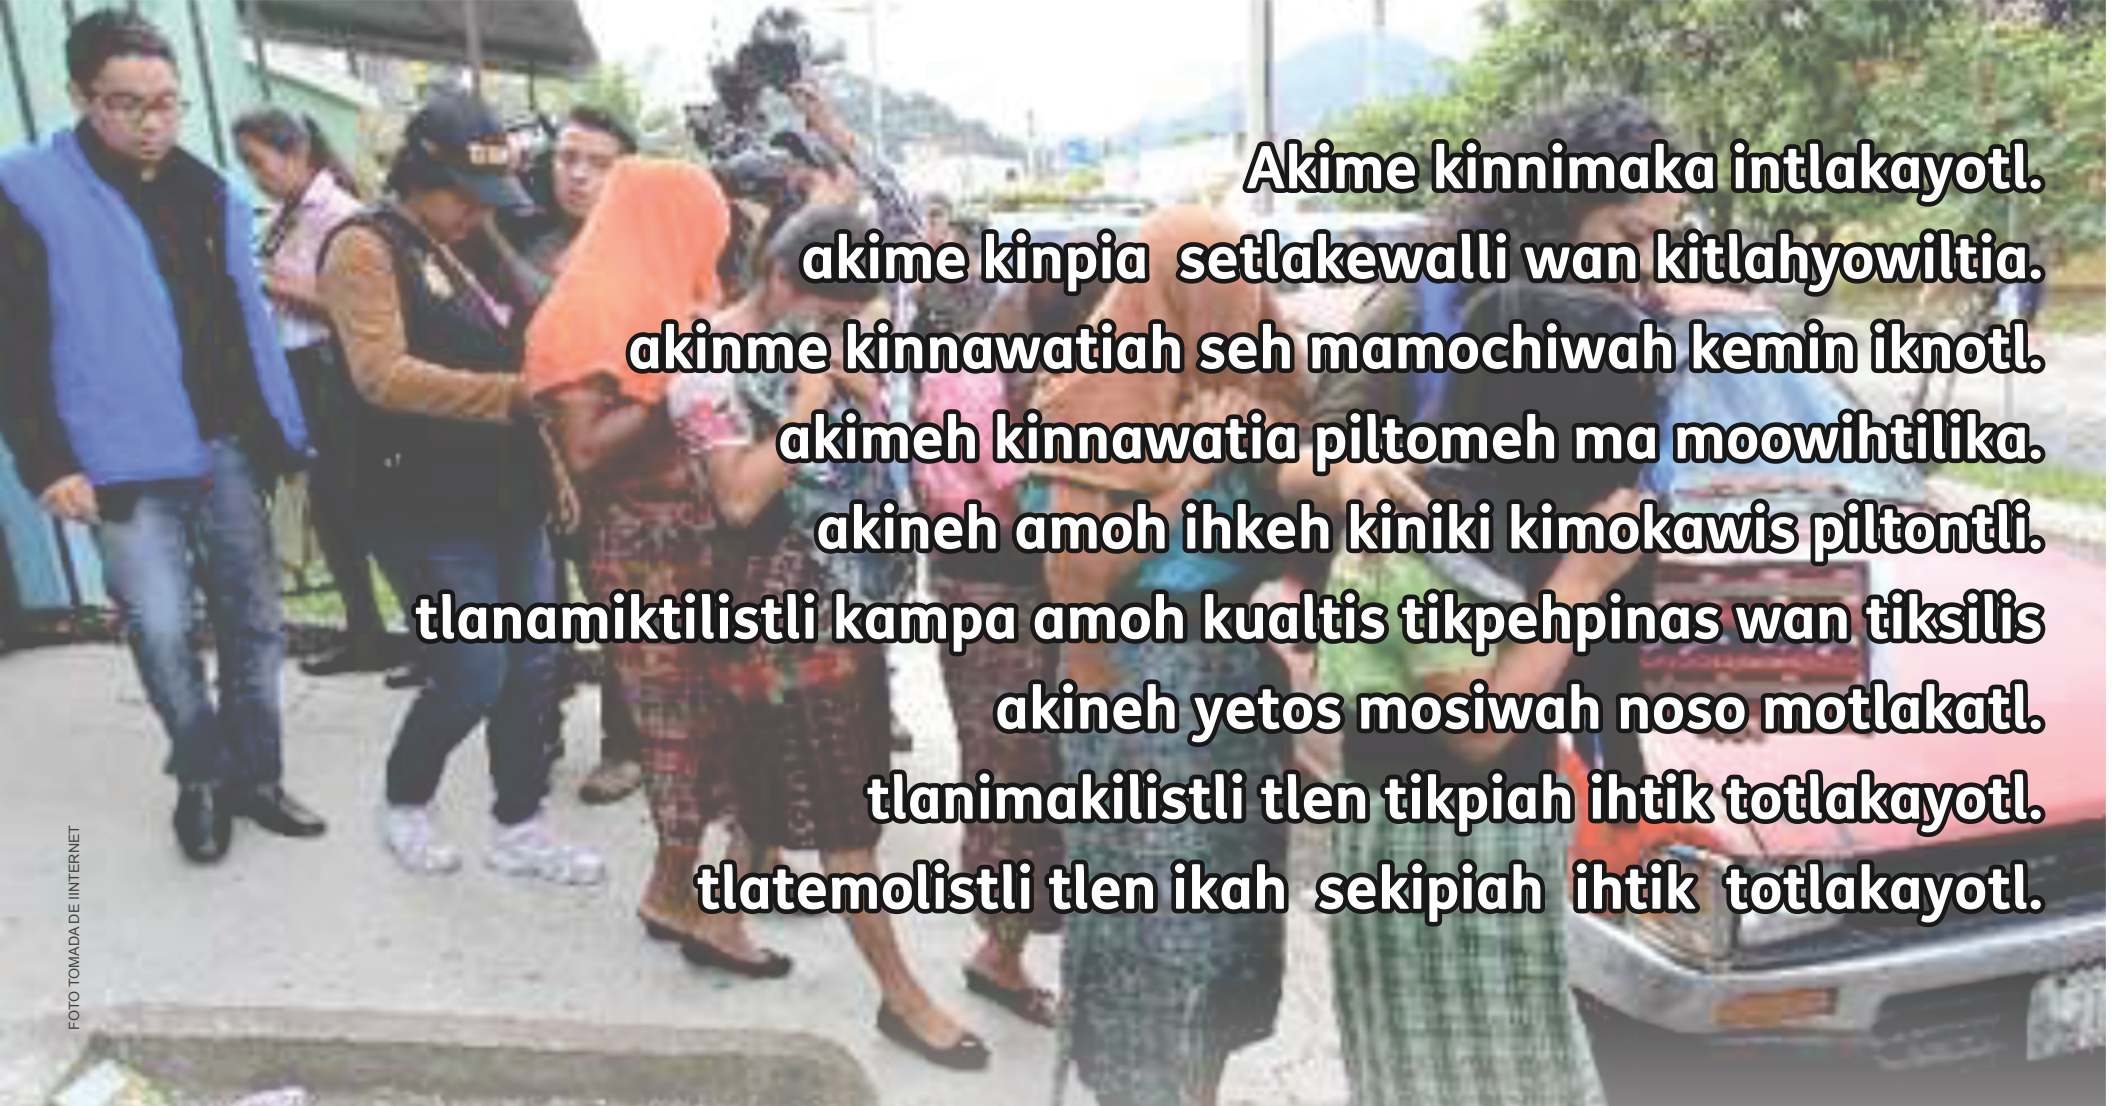 Akime kinnimaka intlakayotl.
akime kinpia setlakewalli wan kitlahyowiltia.
akinme kinnawatiah seh mamochiwah kemin iknotl.
akimeh kinnawatia piltomeh ma moowihtilika.
akineh amoh ihkeh kiniki kimokawis piltontli.
tlanamiktilistli kampa amoh kualtis tikpehpinas wan tiksilis
akineh yetos mosiwah noso motlakatl.
tlanimakilistli tlen tikpiah ihtik totlakayotl.
tlatemolistli tlen ikah sekipiah ihtik totlakayotl.
FOTO TOMADA DE IINTERNET